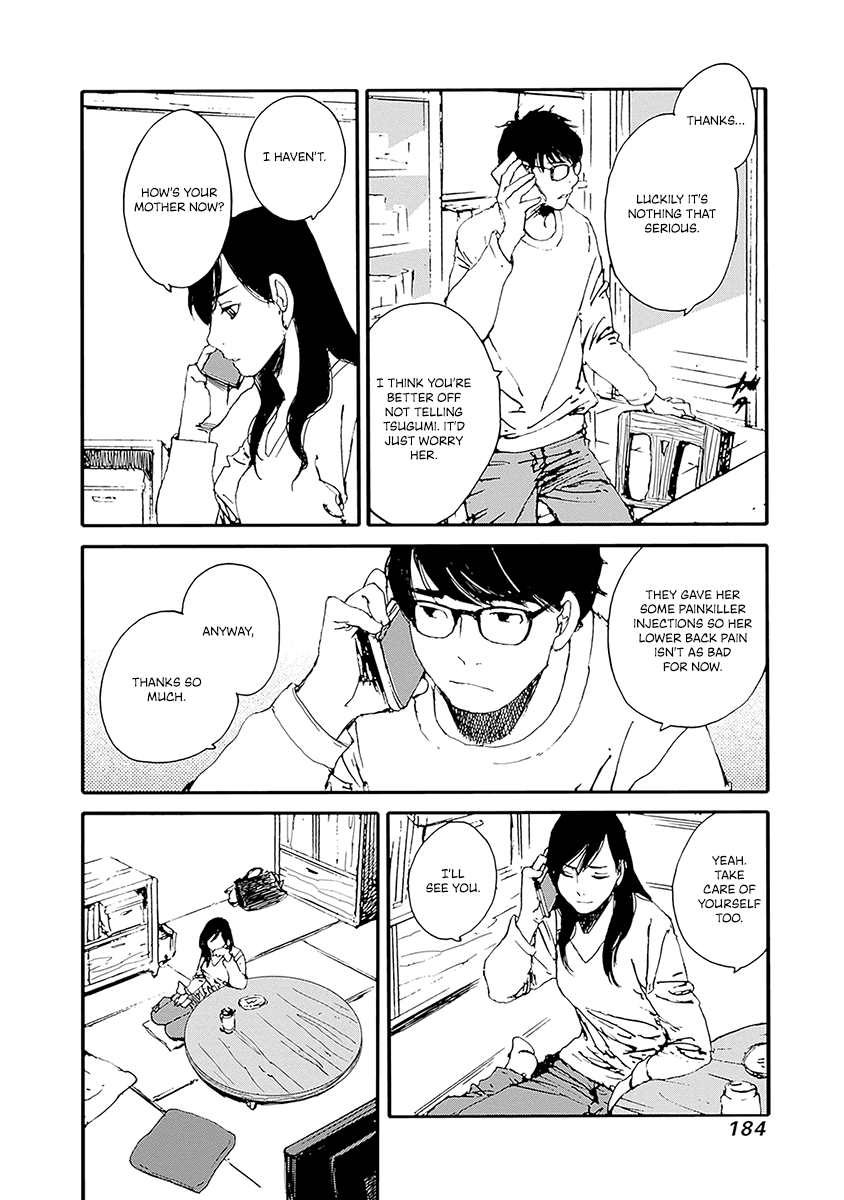 THANKS...
LUCKILY IT'S
NOTHING THAT
SERIOUS.
I THINK YOU'RE
BETTER OFF
NOT TELLING
TSUGUMI. IT'D
JUST WORRY
HER.
I HAVEN'T.
HOW'S YOUR
MOTHER NOW?
THEY GAVE HER
SOME PAINKILLER
INJECTIONS SO HER
LOWER BACK PAIN
ISN'T AS BAD
FOR NOW.
ANYWAY,
THANKS SO
MUCH.
YEAH.
TAKE
CARE OF
YOURSELF
TOO.
I'LL
SEE YOU.
184